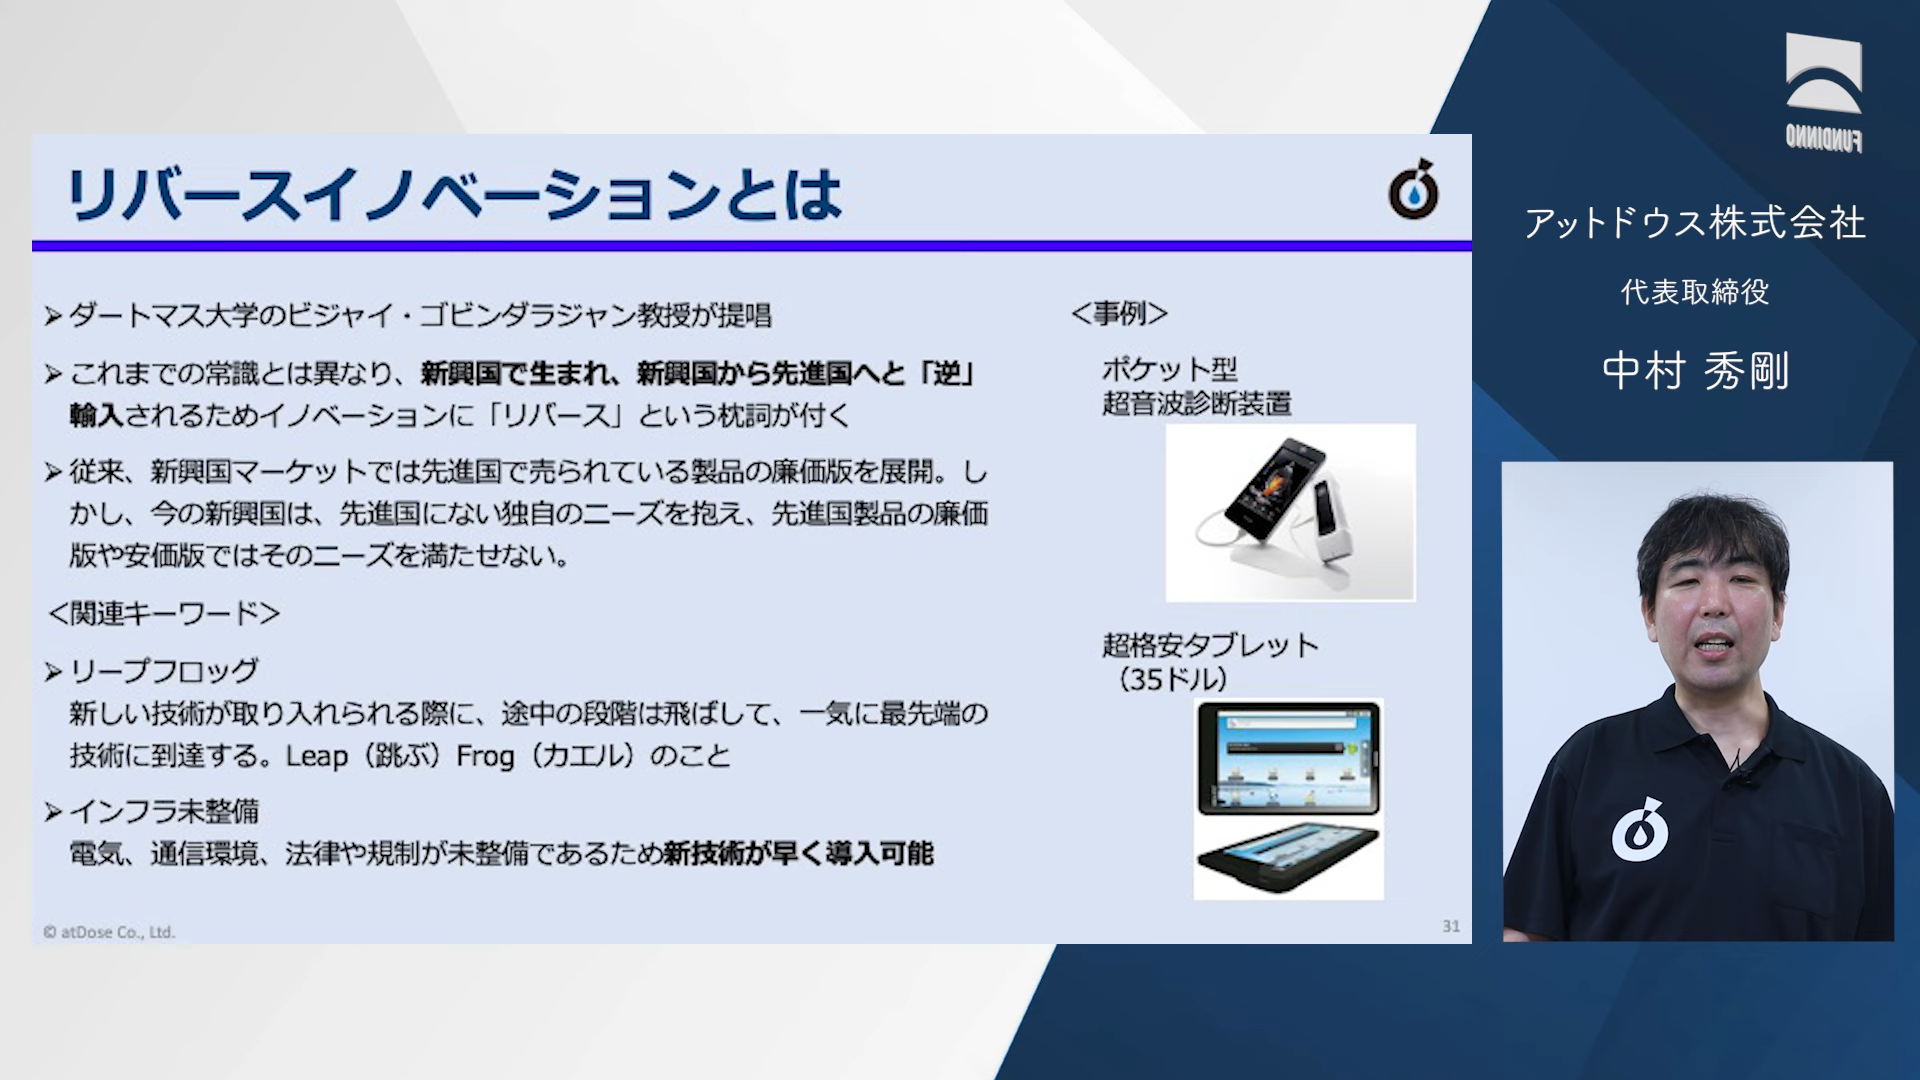 リバースイノベーションとは
➢ダートマス大学のビジャイ・ゴビンダラジャン教授が提唱
➢これまでの常識とは異なり、新興国で生まれ、新興国から先進国へと「逆」
輸入されるためイノベーションに「リバース」という枕詞が付く
➢従来、新興国マーケットでは先進国で売られている製品の廉価版を展開。し
かし、今の新興国は、先進国にない独自のニーズを抱え、先進国製品の廉価
版や安価版ではそのニーズを満たせない。
＜関連キーワード＞
➢リープフロッグ
新しい技術が取り入れられる際に、途中の段階は飛ばして、一気に最先端の
技術に到達する。Leap（跳ぶ）Frog（カエル）のこと
➢インフラ未整備
電気、通信環境、法律や規制が未整備であるため新技術が早く導入可能
＜事例＞
ポケット型
超音波診断装置
超格安タブレット
（35ドル）
© atDose Co., Ltd.
31
FUNDINNO
アットドウス株式会社
代表取締役
中村 秀剛